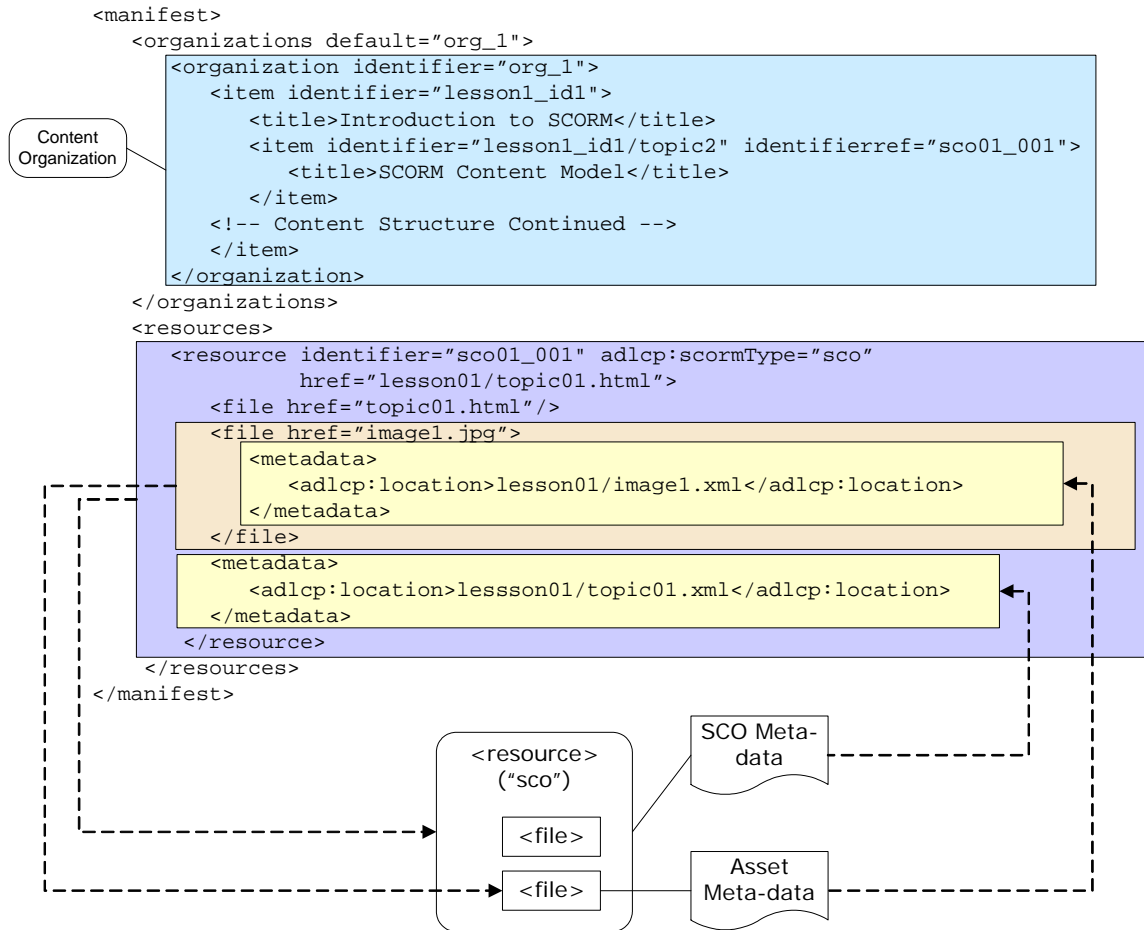 <manifest>
<organizations default="org_1">
<organization identifier="org_1">
<item identifier="lesson1_id1">
<title>Introduction to SCORM</title>
<item identifier="lesson1_id1/topic2" identifierref="sco01_001">
<title>SCORM Content Model</title>
</item>
<!-- Content Structure Continued -->
</item>
</organization>
</organizations>
<resources>
<resource identifier="sco01_001" adlcp:scormType="sco"
href="lesson01/topic01.html">
<file href="topic01.html"/>
<file href="image1.jpg">
<metadata>
<adlcp:location>lesson01/image1.xml</adlcp:location>
</metadata>
</file>
<metadata>
<adlcp:location>lessson01/topic01.xml</adlcp:location>
</metadata>
</resource>
</resources>
</manifest>
Content
Organization
<resource>
("sco")
<file>
<file>
SCO Meta-
data
Asset
Meta-data